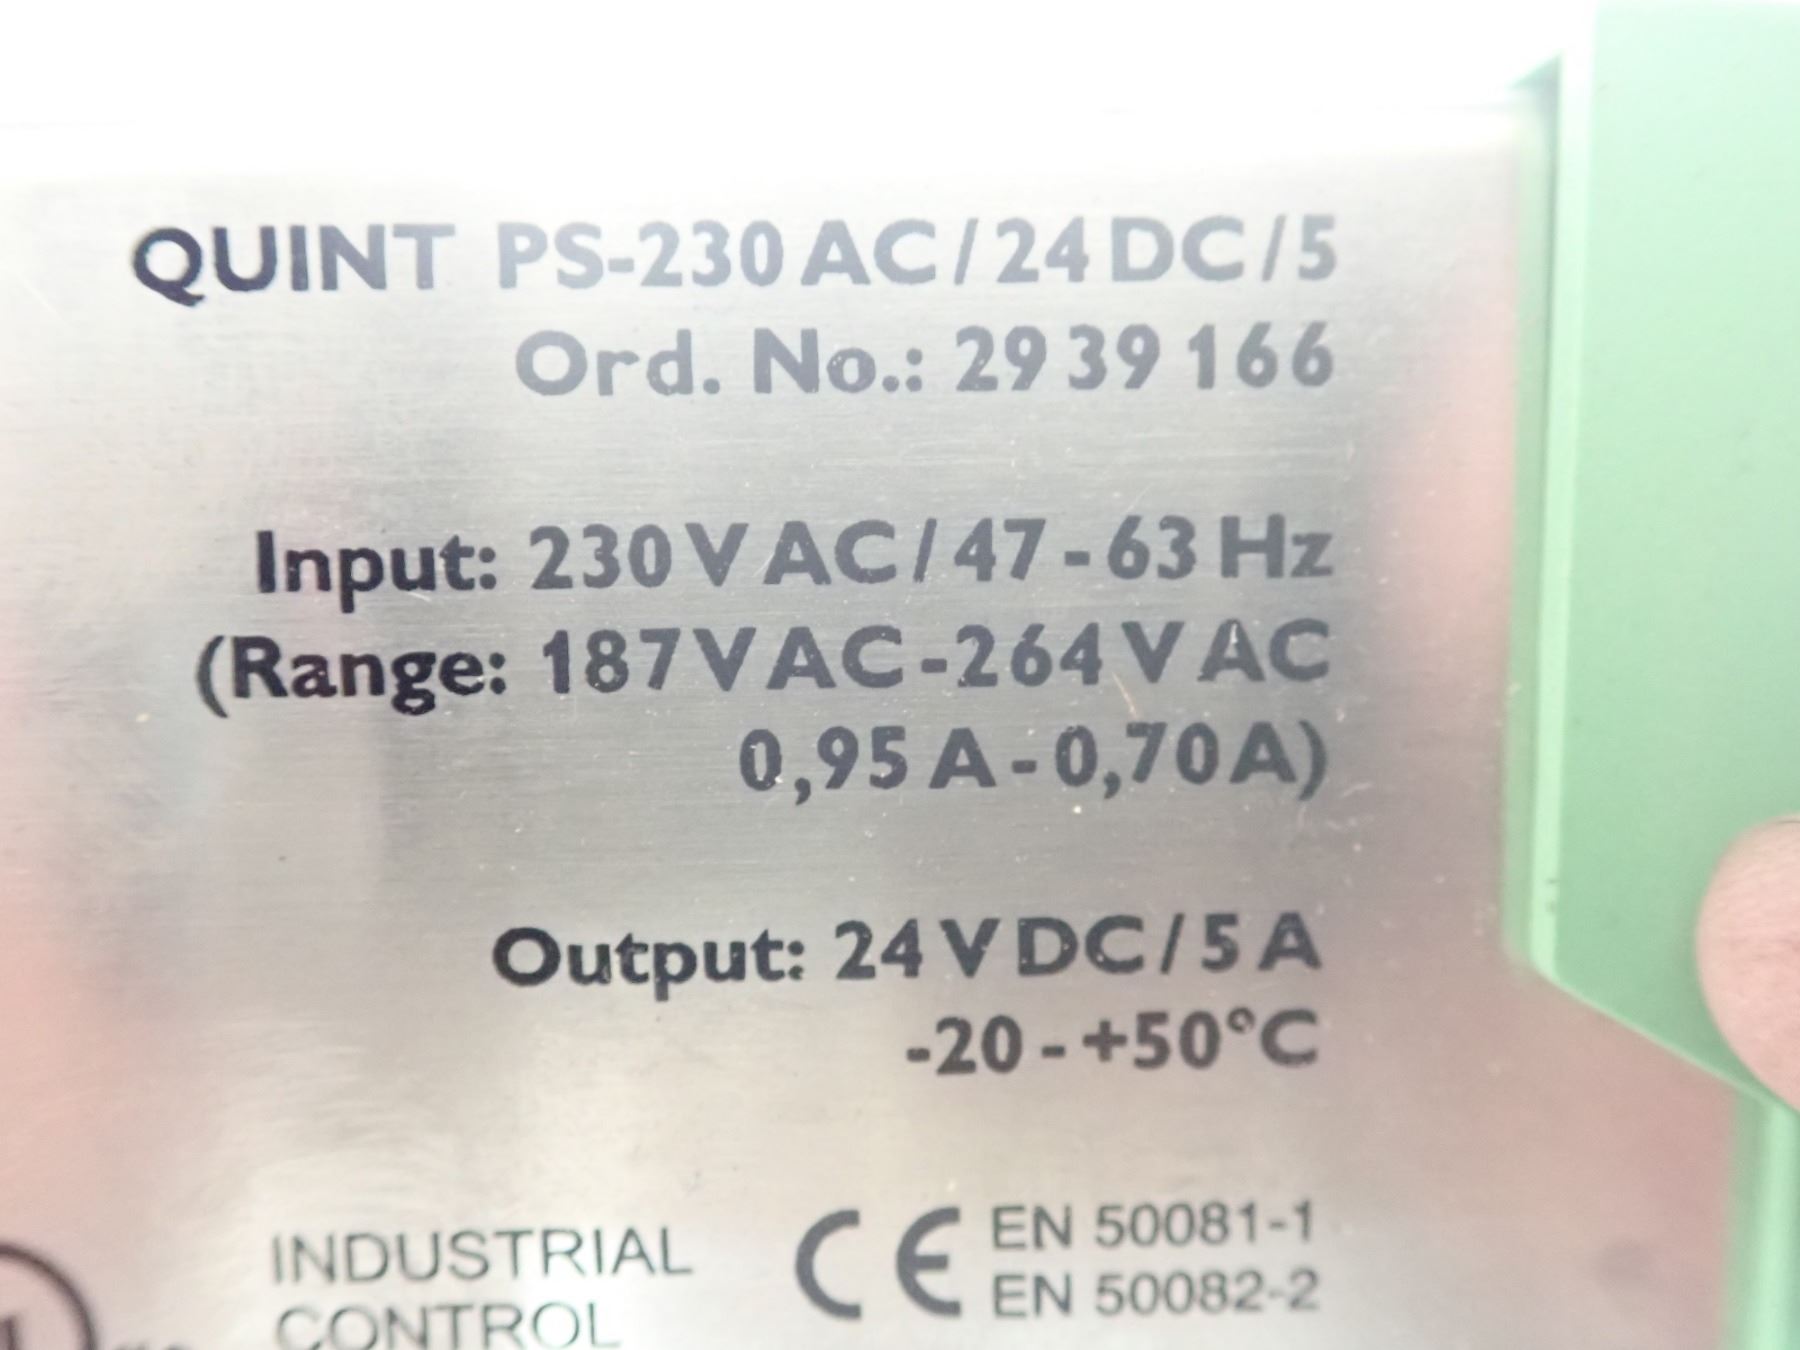 QUINT PS-230 AC/24 DC/5
Ord. No.: 29 39 166
Input: 230 V AC/47 - 63 Hz
(Range: 187 V AC - 264 V AC
0,95 A - 0,70 A)
Output: 24 V DC/5 A
-20 - +50°C
INDUSTRIAL
CONTROL
CE EN 50081-1
EN 50082-2